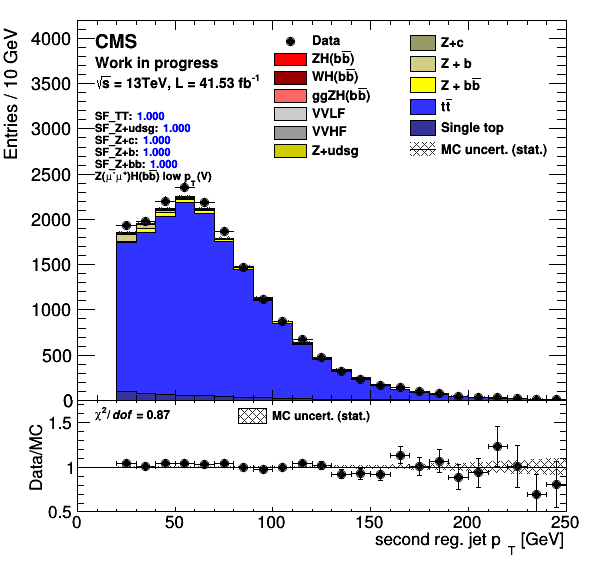 CMS
Work in progress
√s = 13TeV, L = 41.53 fb⁻¹
SF_TT: 1.000
SF_Z+udsg: 1.000
SF_Z+c: 1.000
SF_Z+b: 1.000
SF_Z+bb: 1.000
Z(μ⁻μ⁺)H(bb̅) low p_T(V)
Data
ZH(bb̅)
WH(bb̅)
ggZH(bb̅)
VVLF
VVHF
Z+udsg
Z+c
Z + b
Z + bb̅
tt̅
Single top
MC uncert. (stat.)
Entries / 10 GeV
4000
3500
3000
2500
2000
1500
1000
500
0
χ²/dof = 0.87
MC uncert. (stat.)
Data/MC
1.5
1
0.5
0
50
100
150
200
250
second reg. jet p_T [GeV]